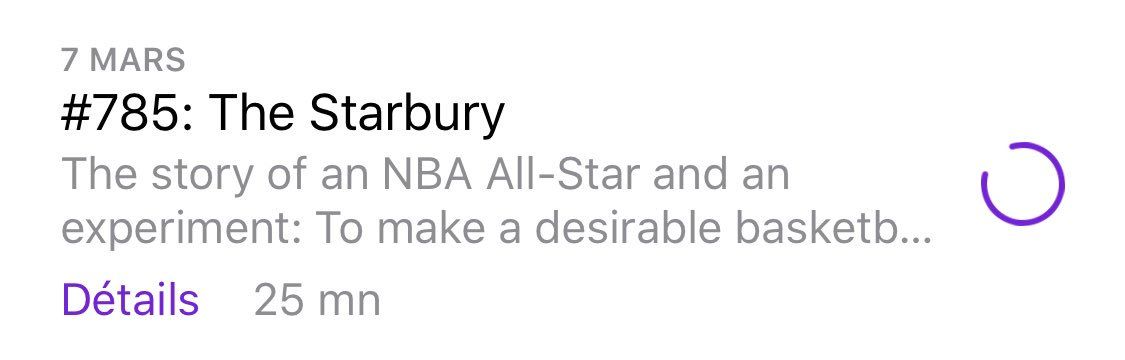 7 MARS
#785: The Starbury
The story of an NBA All-Star and an
experiment: To make a desirable basketb...
Détails 25 mn